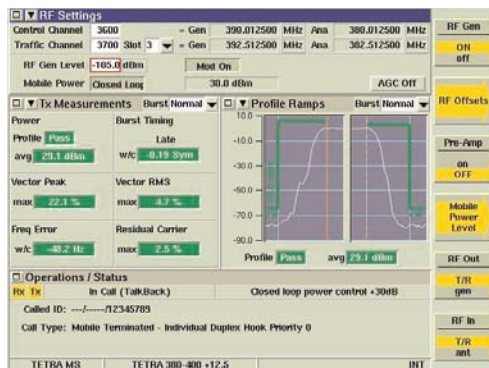 RF Settings
Control Channel 3600 = Gen 390.012500 MHz Ana 380.012500 MHz
Traffic Channel 3700 Slot 3 = Gen 392.512500 MHz Ana 382.512500 MHz
RF Gen Level -105.0 dBm Mod On
Mobile Power Closed Loop 30.0 dBm AGC Off
Tx Measurements Burst Normal
Power Burst Timing
Profile Pass Late
avg 29.1 dBm w/c -0.19 Sym
Vector Peak Vector RMS
max 22.1 % max 4.7 %
Freq Error Residual Carrier
w/c -48.2 Hz max 2.5 %
Profile Ramps Burst Normal
10.0
-10.0
-30.0
-50.0
-70.0
-90.0
Profile Pass avg 29.1 dBm
Operations / Status
Rx Tx In Call (TalkBack) Closed loop power control +30dB
Called ID: ---/-----/12345789
Call Type: Mobile Terminated - Individual Duplex Hook Priority 0
TETRA MS TETRA 380-400 +12.5 INT
RF Gen
ON
off
RF Offsets
Pre-Amp
on
OFF
Mobile
Power
Level
RF Out
T/R
gen
RF In
T/R
ant